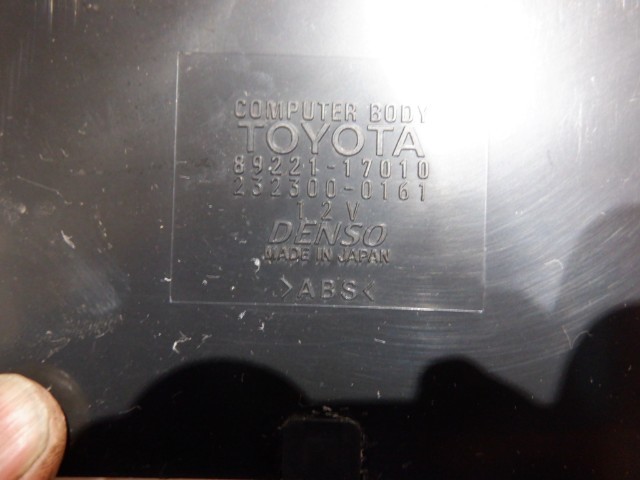 COMPUTER BODY
TOYOTA
89221-17010
232300-0161
12V
DENSO
MADE IN JAPAN
>ABS<